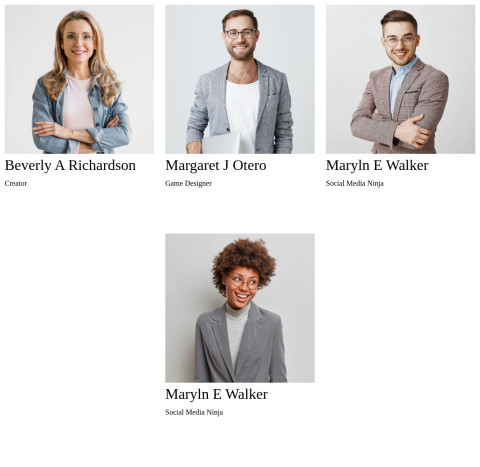 Beverly A Richardson
Creator
Margaret J Otero
Game Designer
Maryln E Walker
Social Media Ninja
Maryln E Walker
Social Media Ninja